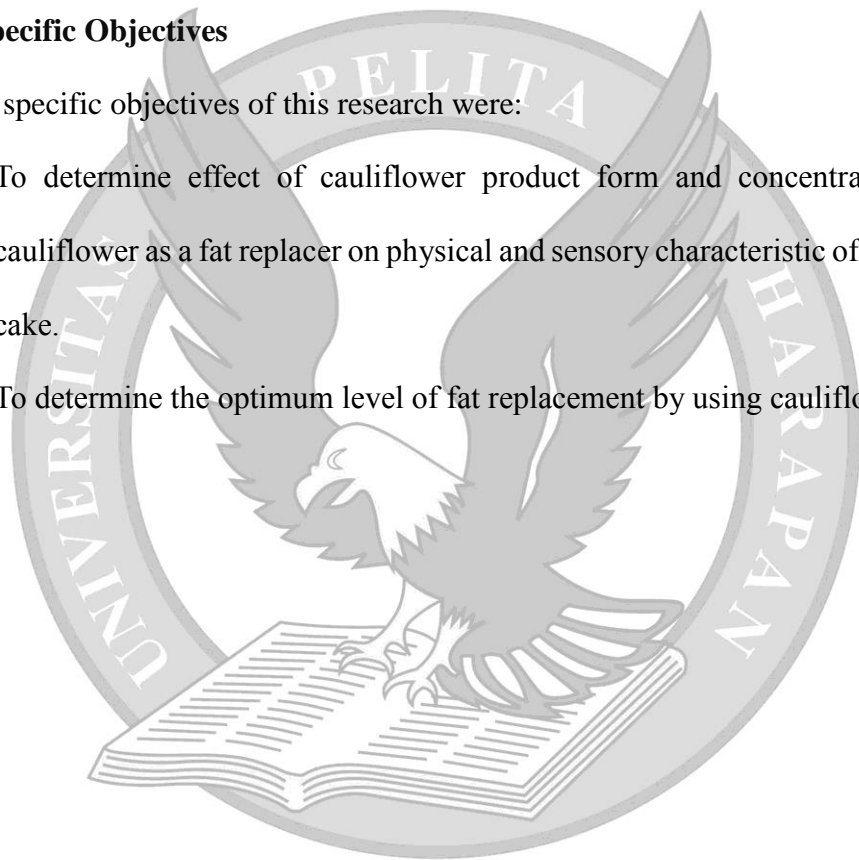 pecific Objectives
specific objectives of this research were:
To determine effect of cauliflower product form and concentra
cauliflower as a fat replacer on physical and sensory characteristic of
cake.
To determine the optimum level of fat replacement by using cauliflo
UNIVERSITAS PELITA HARAPAN